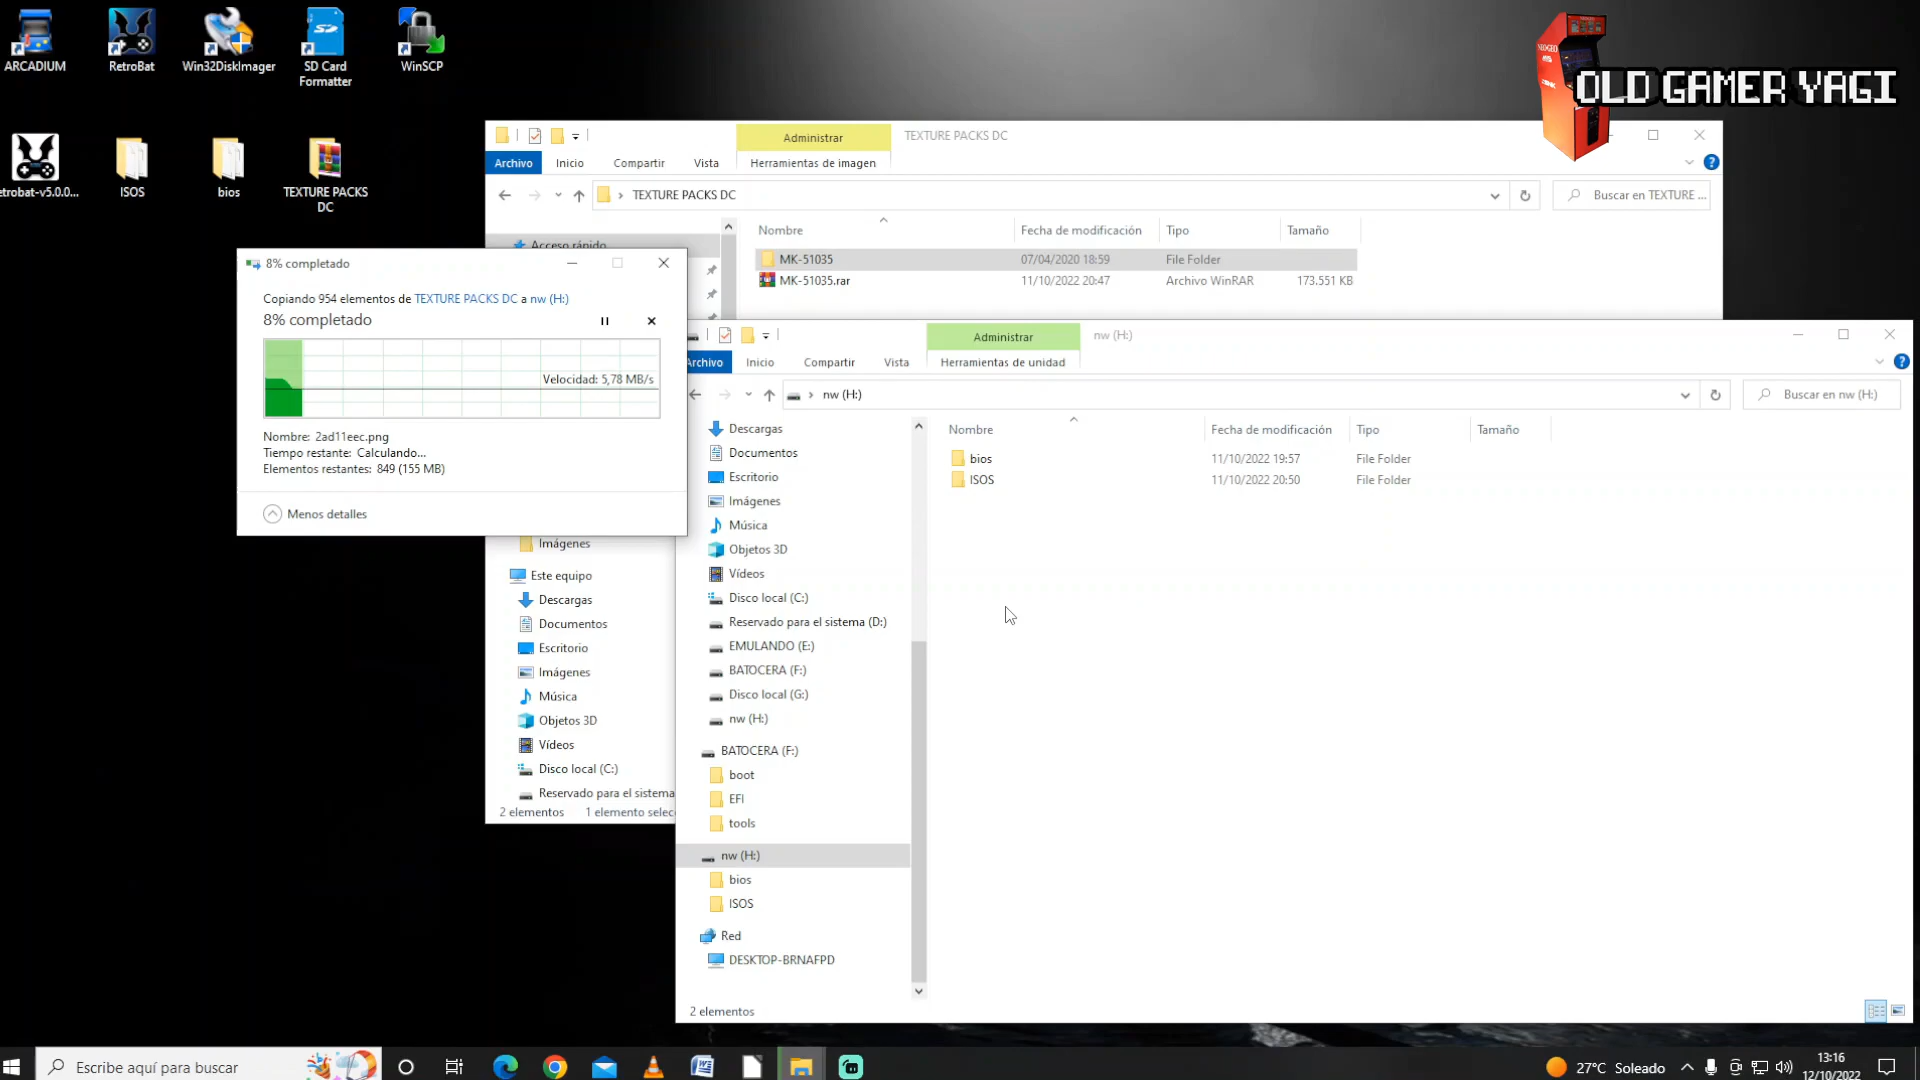 ARCADIUM
RetroBat
Win32DiskImager
SD Card
Formatter
WinSCP
etrobat-v5.0.0...
ISOS
bios
TEXTURE PACKS
DC
OLD GAMER YAGI
Administrar
TEXTURE PACKS DC
Archivo
Inicio
Compartir
Vista
Herramientas de imagen
TEXTURE PACKS DC
Buscar en TEXTURE ...
Acceso rápido
Nombre
Fecha de modificación
Tipo
Tamaño
MK-51035
07/04/2020 18:59
File Folder
MK-51035.rar
11/10/2022 20:47
Archivo WinRAR
173.551 KB
8% completado
Copiando 954 elementos de TEXTURE PACKS DC a nw (H:)
8% completado
Velocidad: 5,78 MB/s
Nombre: 2ad11eec.png
Tiempo restante: Calculando...
Elementos restantes: 849 (155 MB)
Menos detalles
Imágenes
Este equipo
Descargas
Documentos
Escritorio
Imágenes
Música
Objetos 3D
Vídeos
Disco local (C:)
Reservado para el sistema
2 elementos
1 elemento selec
Administrar
nw (H:)
Archivo
Inicio
Compartir
Vista
Herramientas de unidad
nw (H:)
Buscar en nw (H:)
Descargas
Documentos
Escritorio
Imágenes
Música
Objetos 3D
Vídeos
Disco local (C:)
Reservado para el sistema (D:)
EMULANDO (E:)
BATOCERA (F:)
Disco local (G:)
nw (H:)
BATOCERA (F:)
boot
EFI
tools
nw (H:)
bios
ISOS
Red
DESKTOP-BRNAFPD
Nombre
Fecha de modificación
Tipo
Tamaño
bios
11/10/2022 19:57
File Folder
ISOS
11/10/2022 20:50
File Folder
2 elementos
Escribe aquí para buscar
27°C Soleado
13:16
12/10/2022